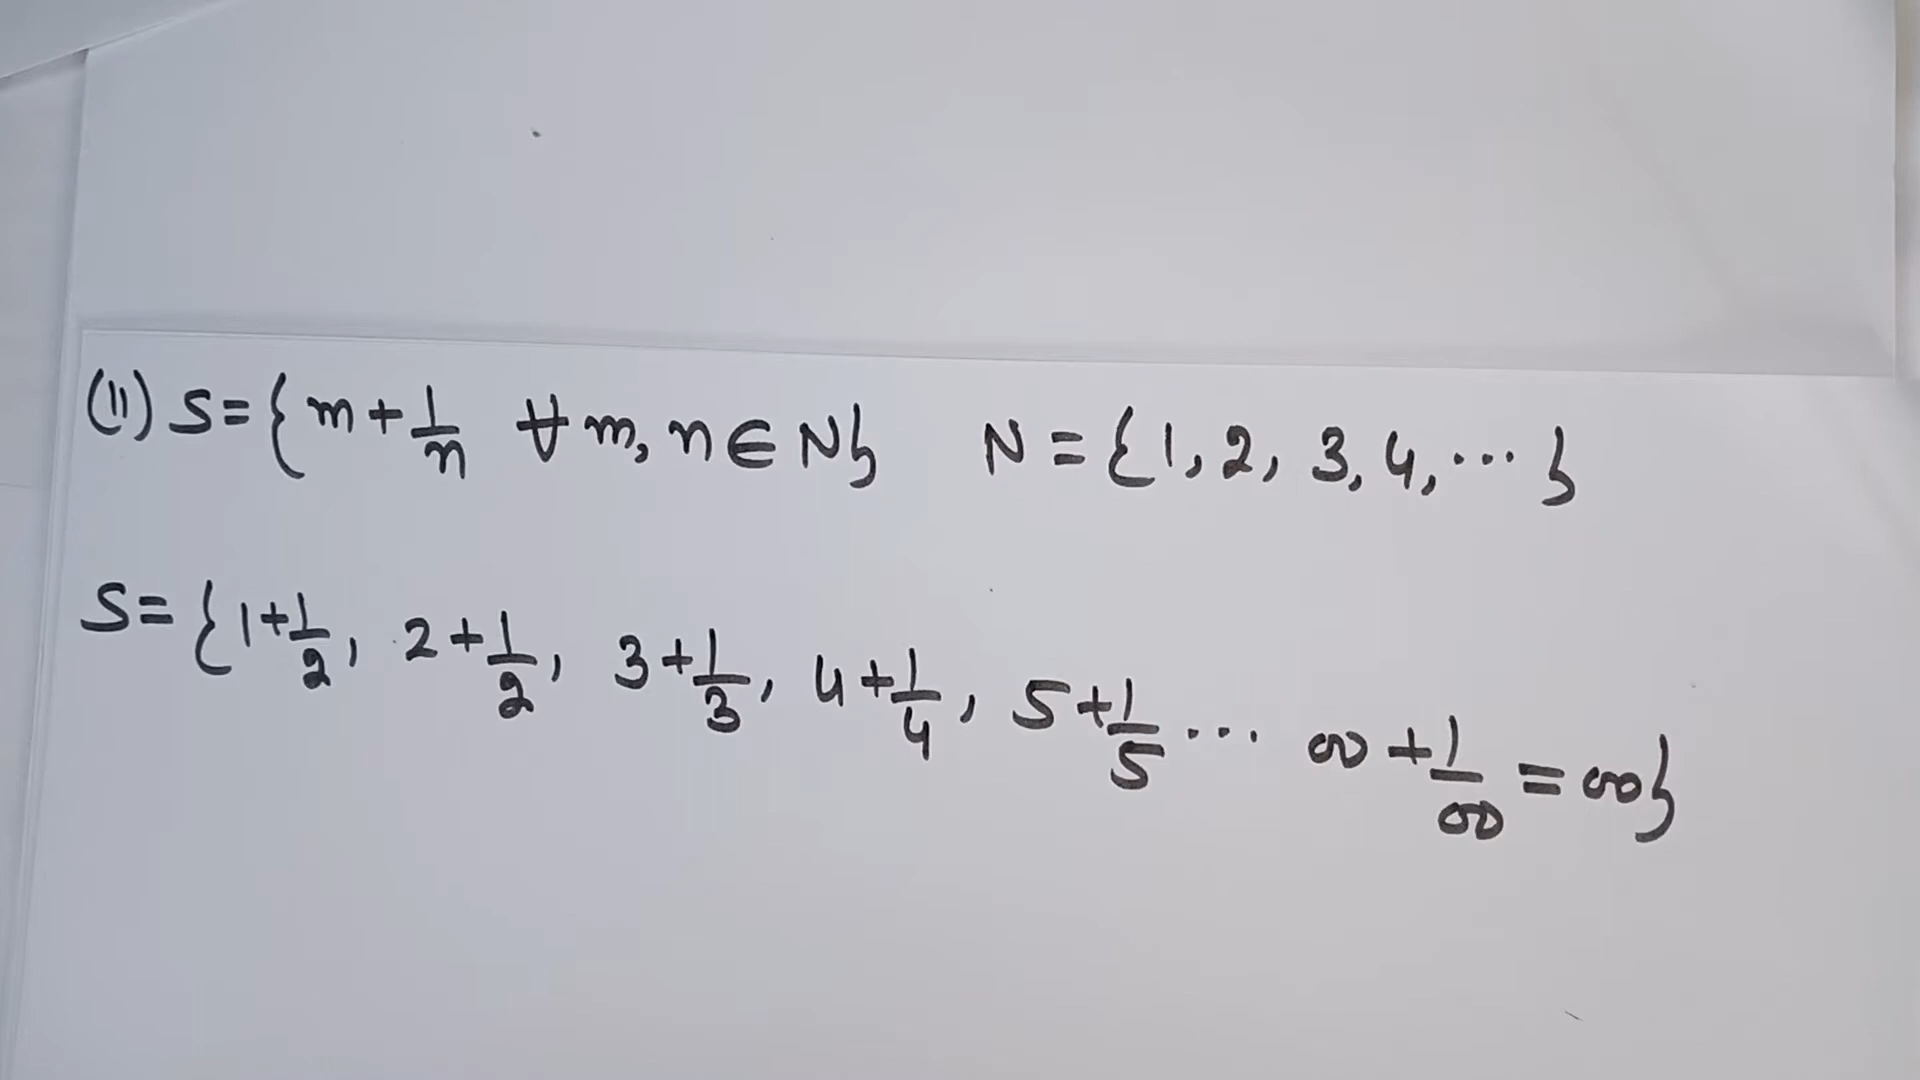 (11) S={m+1/n ∀ m, n ∈ N} N = {1, 2, 3, 4, ... }
S= {1+1/2, 2+1/2, 3+1/3, 4+1/4, 5+1/5 ... ∞+1/∞ = ∞}